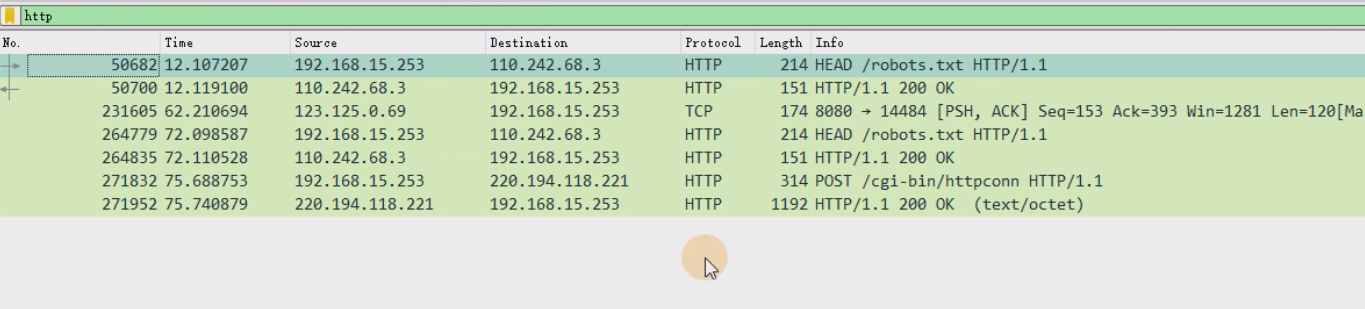 http
No. Time Source Destination Protocol Length Info
50682 12.107207 192.168.15.253 110.242.68.3 HTTP 214 HEAD /robots.txt HTTP/1.1
50700 12.119100 110.242.68.3 192.168.15.253 HTTP 151 HTTP/1.1 200 OK
231605 62.210694 123.125.0.69 192.168.15.253 TCP 174 8080 → 14484 [PSH, ACK] Seq=153 Ack=393 Win=1281 Len=120[Ma
264779 72.098587 192.168.15.253 110.242.68.3 HTTP 214 HEAD /robots.txt HTTP/1.1
264835 72.110528 110.242.68.3 192.168.15.253 HTTP 151 HTTP/1.1 200 OK
271832 75.688753 192.168.15.253 220.194.118.221 HTTP 314 POST /cgi-bin/httpconn HTTP/1.1
271952 75.740879 220.194.118.221 192.168.15.253 HTTP 1192 HTTP/1.1 200 OK (text/octet)